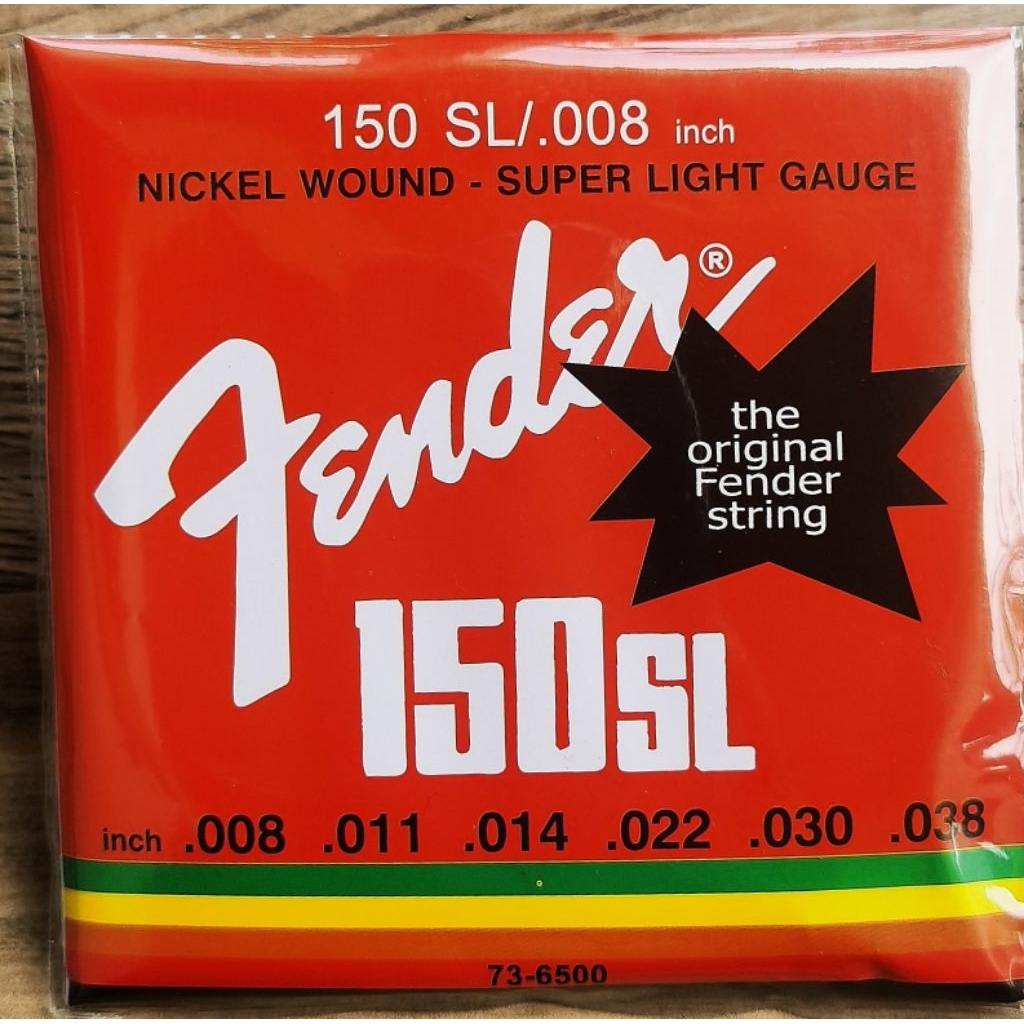 150 SL/.008 inch
NICKEL WOUND - SUPER LIGHT GAUGE
Fender®
the
original
Fender
string
150SL
inch .008 .011 .014 .022 .030 .038
73-6500